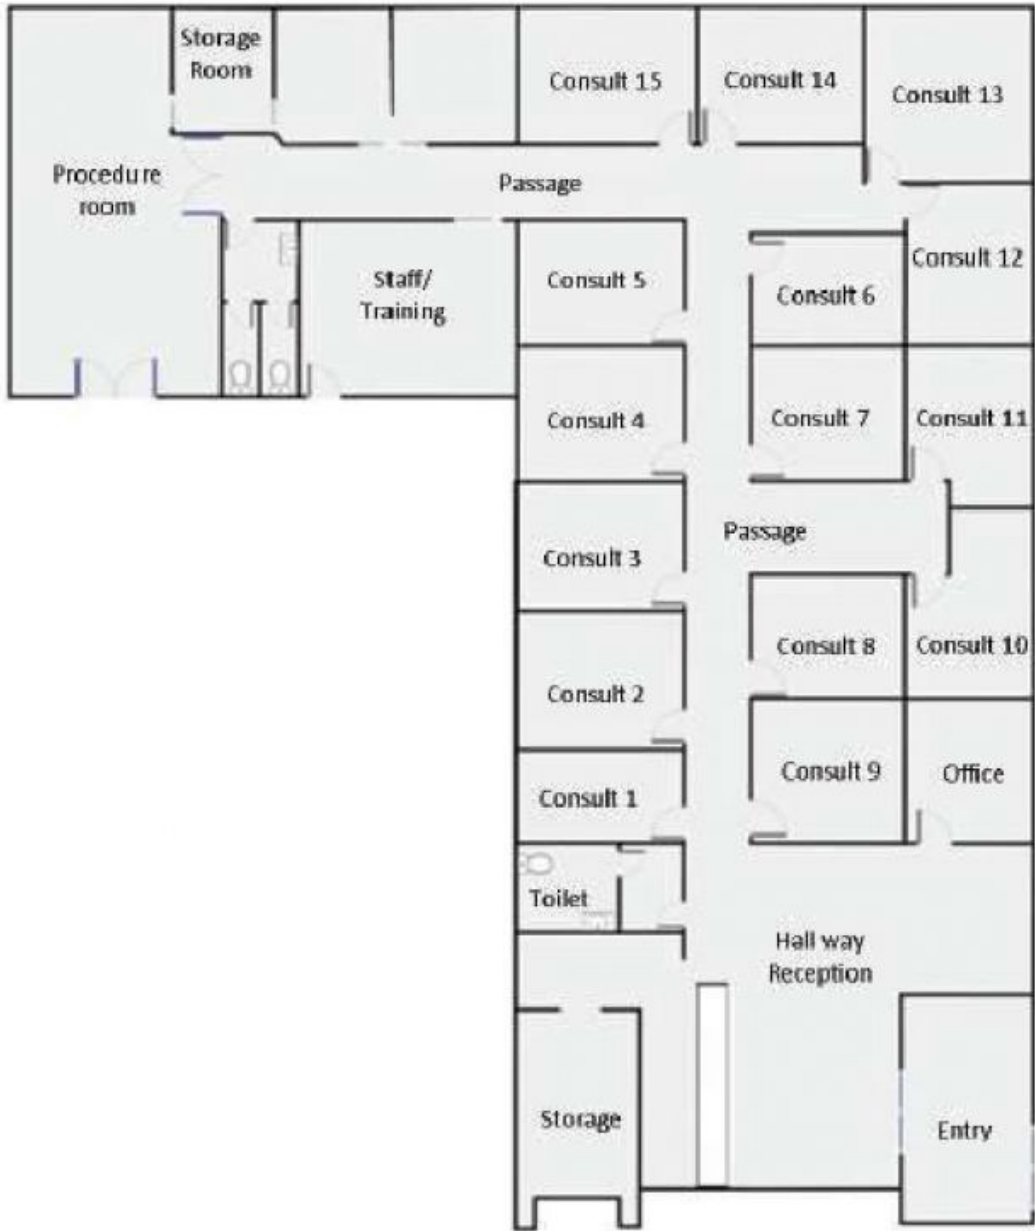 Storage
Room
Consult 15
Consult 14
Consult 13
Procedure
room
Passage
Staff/
Training
Consult 5
Consult 6
Consult 12
Consult 4
Consult 7
Consult 11
Consult 3
Passage
Consult 2
Consult 8
Consult 10
Consult 1
Consult 9
Office
Toilet
Hall way
Reception
Storage
Entry